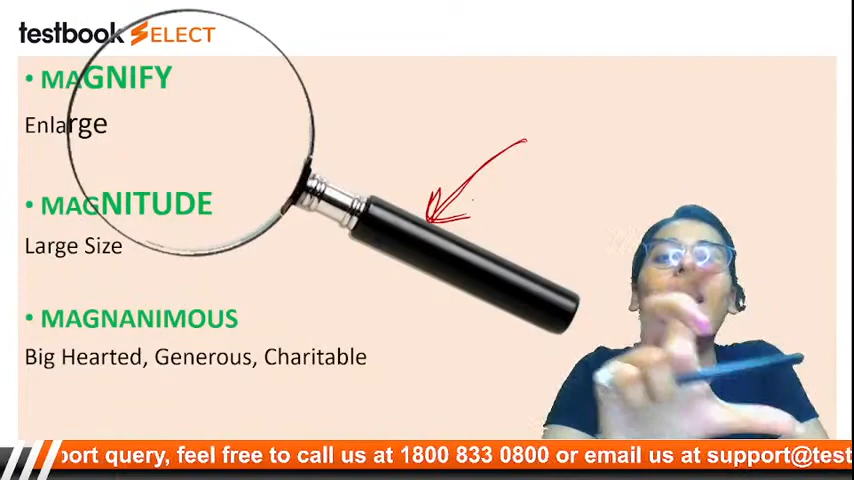 testbook SELECT
• MAGNIFY
Enlarge
• MAGNITUDE
Large Size
• MAGNANIMOUS
Big Hearted, Generous, Charitable
port query, feel free to call us at 1800 833 0800 or email us at support@test